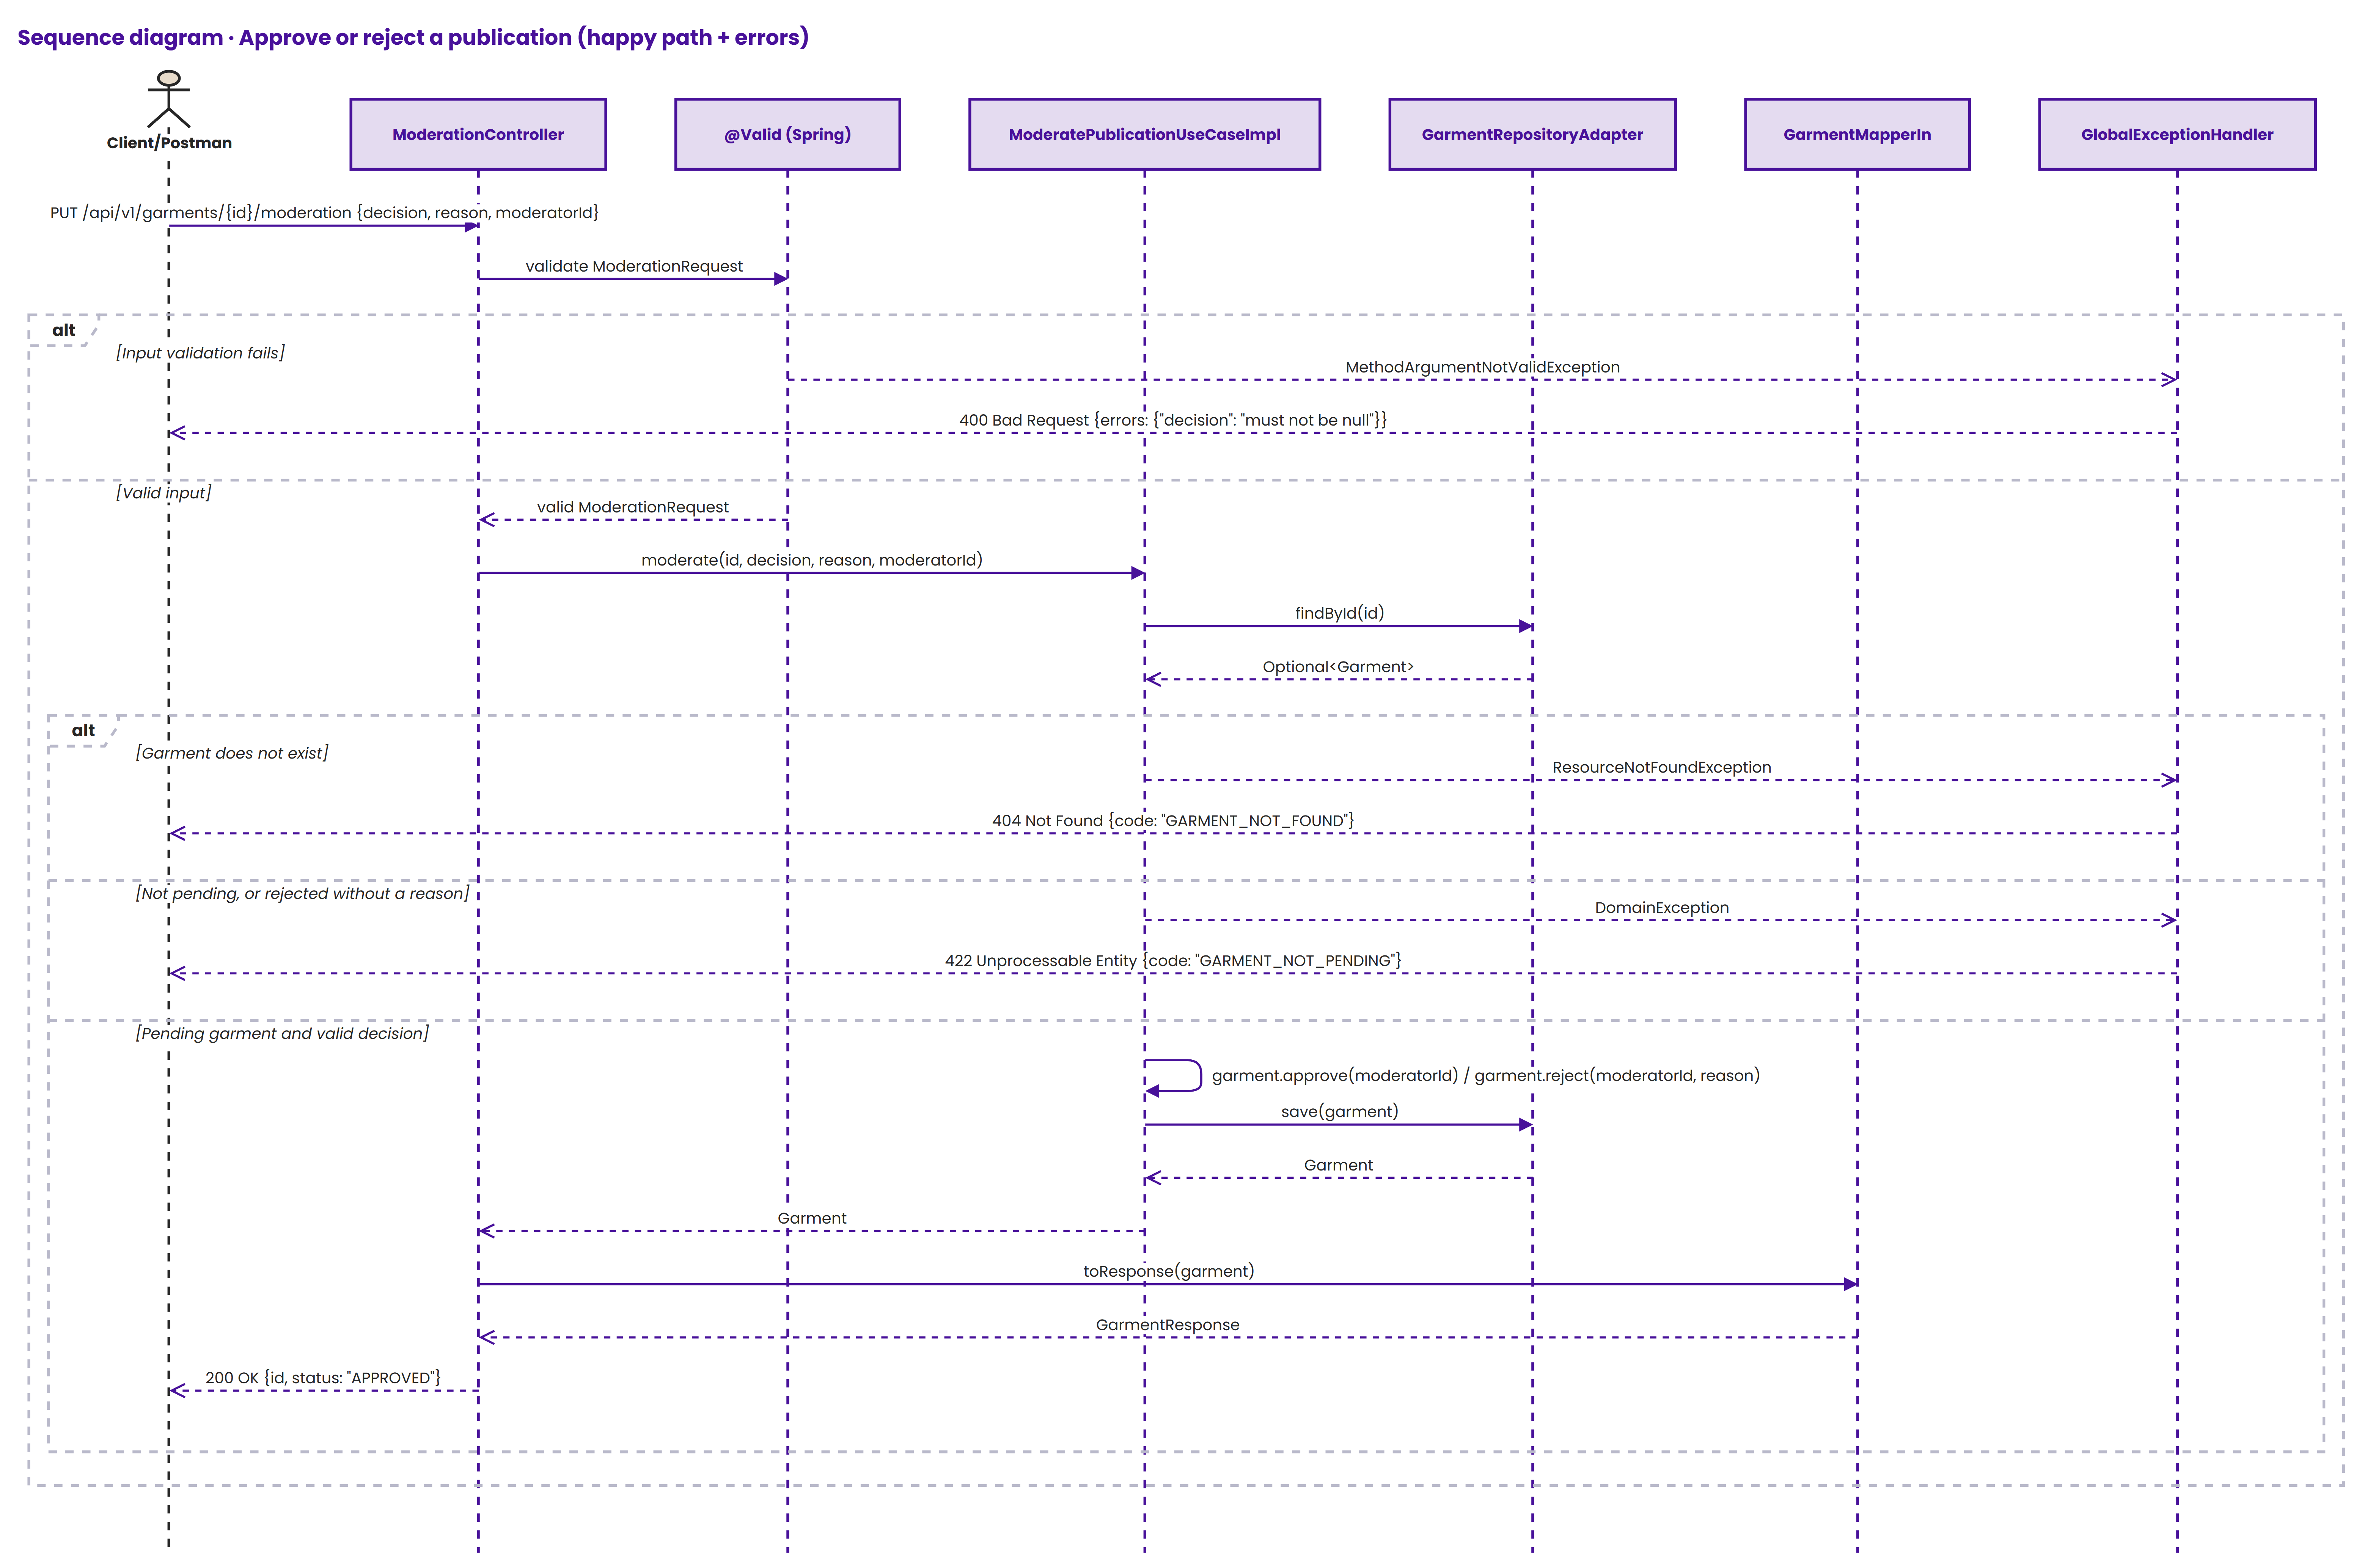 Sequence diagram · Approve or reject a publication (happy path + errors)
Client/Postman
ModerationController
@Valid (Spring)
ModeratePublicationUseCaseImpl
GarmentRepositoryAdapter
GarmentMapperIn
GlobalExceptionHandler
PUT /api/v1/garments/{id}/moderation {decision, reason, moderatorId}
validate ModerationRequest
alt
[Input validation fails]
MethodArgumentNotValidException
400 Bad Request {errors: {"decision": "must not be null"}}
[Valid input]
valid ModerationRequest
moderate(id, decision, reason, moderatorId)
findById(id)
Optional<Garment>
alt
[Garment does not exist]
ResourceNotFoundException
404 Not Found {code: "GARMENT_NOT_FOUND"}
[Not pending, or rejected without a reason]
DomainException
422 Unprocessable Entity {code: "GARMENT_NOT_PENDING"}
[Pending garment and valid decision]
garment.approve(moderatorId) / garment.reject(moderatorId, reason)
save(garment)
Garment
Garment
toResponse(garment)
GarmentResponse
200 OK {id, status: "APPROVED"}